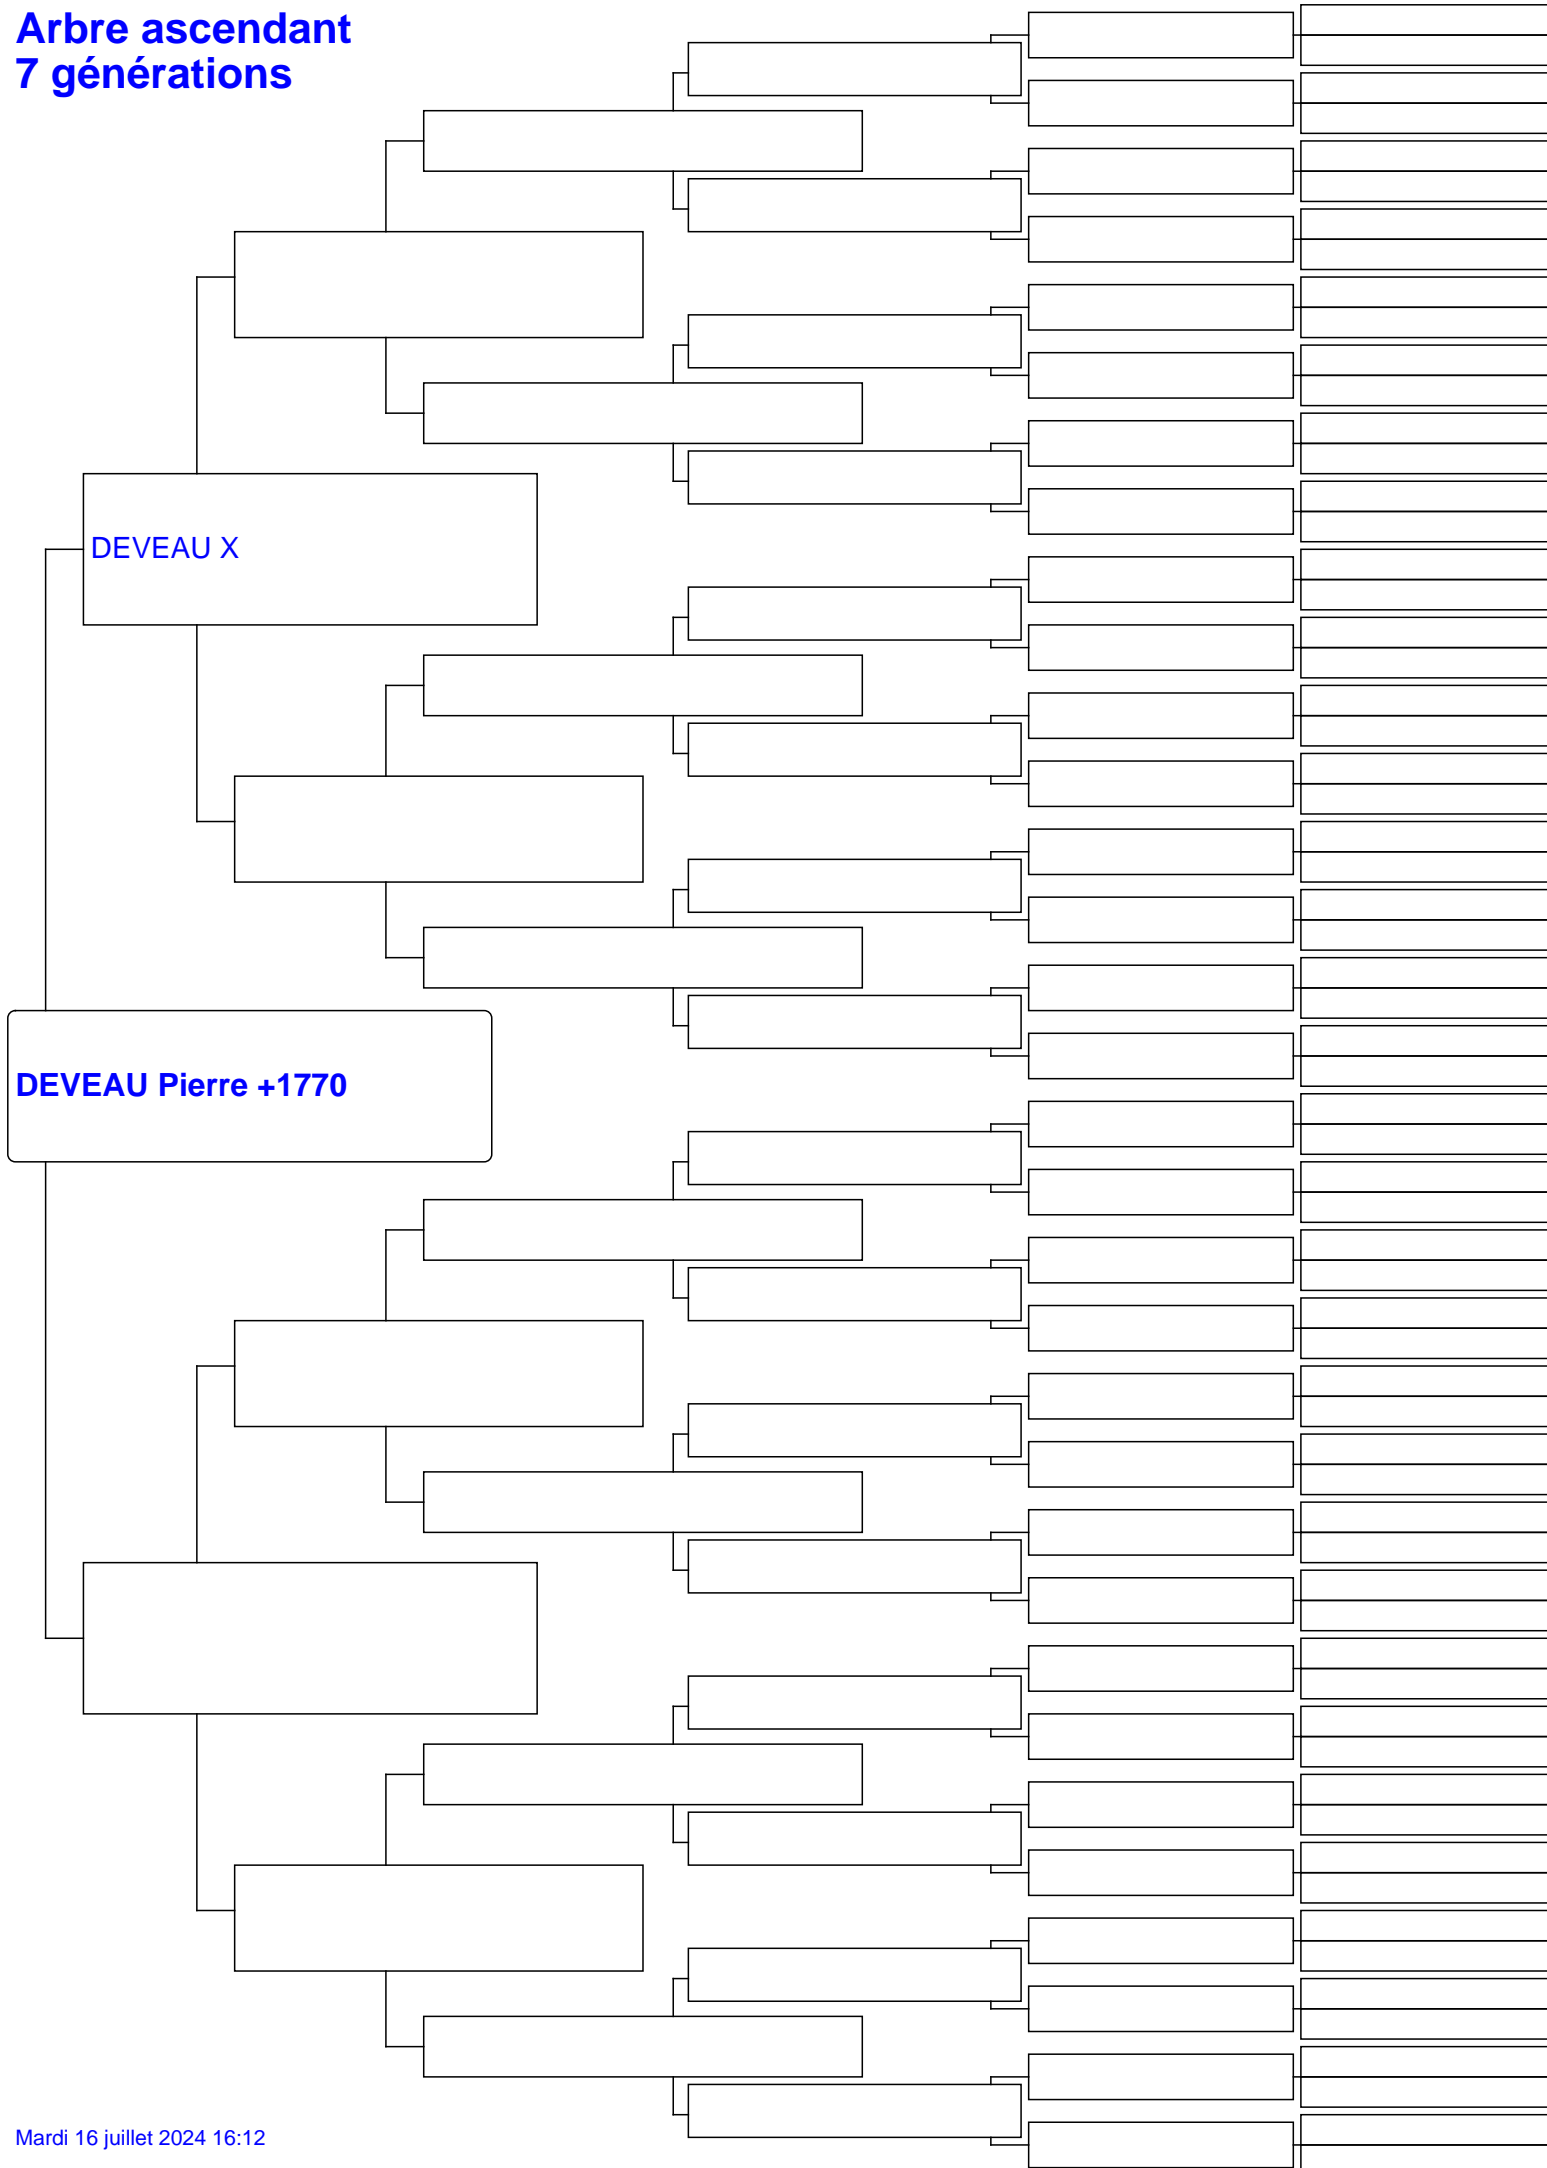 Arbre ascendant
7 générations
DEVEAU X
DEVEAU Pierre +1770
Mardi 16 juillet 2024 16:12